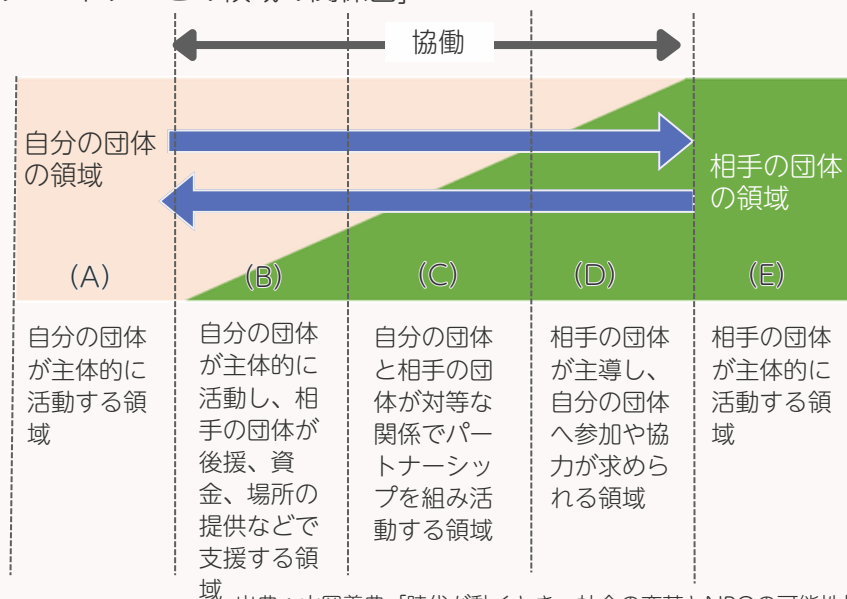 の領域の関係図」
協働
自分の団体
の領域
相手の団体
の領域
(A)
(B)
(C)
(D)
(E)
自分の団体
が主体的に
活動する領
域
自分の団体
が主体的に
活動し、相
手の団体が
後援、資
金、場所の
提供などで
支援する領
域
自分の団体
と相手の団
体が対等な
関係でパー
トナーシッ
プを組み活
動する領域
相手の団体
が主導し、
自分の団体
へ参加や協
力が求めら
れる領域
相手の団体
が主体的に
活動する領
域